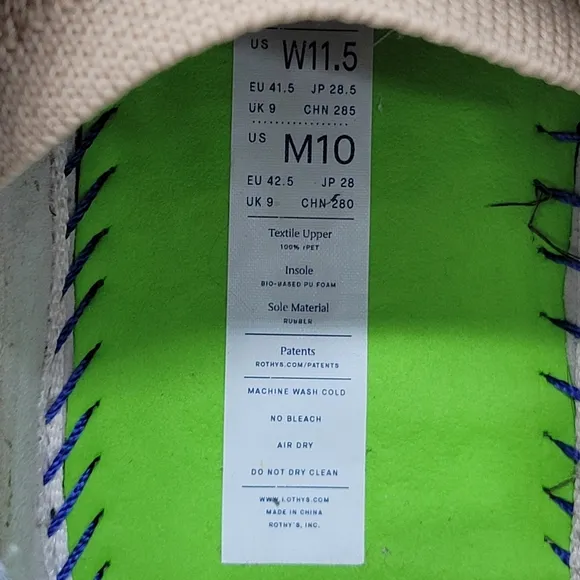 US W11.5
EU 41.5 JP 28.5
UK 9 CHN 285
US M10
EU 42.5 JP 28
UK 9 CHN 280
Textile Upper
100% rPET
Insole
BIO-BASED PU FOAM
Sole Material
RUBBER
Patents
ROTHYS.COM/PATENTS
MACHINE WASH COLD
NO BLEACH
AIR DRY
DO NOT DRY CLEAN
WWW.ROTHYS.COM
MADE IN CHINA
ROTHY'S, INC.